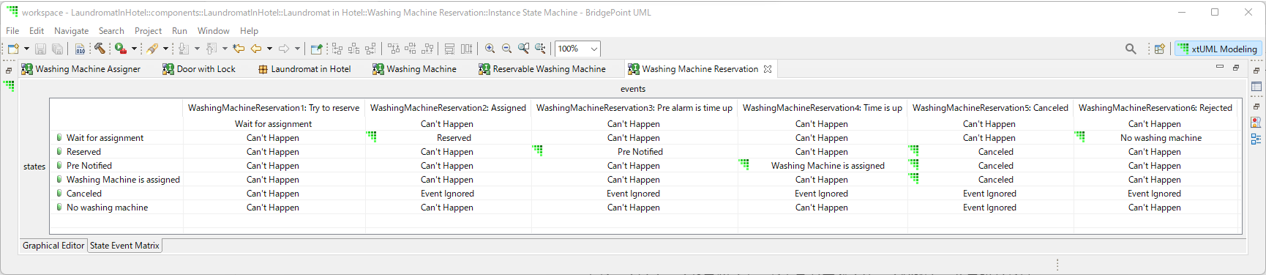 workspace - LaundromatInHotel::components::LaundromatInHotel::Laundromat in Hotel::Washing Machine Reservation::Instance State Machine - BridgePoint UML
File Edit Navigate Search Project Run Window Help
100%
xtUML Modeling
Washing Machine Assigner Door with Lock Laundromat in Hotel Washing Machine Reservable Washing Machine Washing Machine Reservation
events
WashingMachineReservation1: Try to reserve WashingMachineReservation2: Assigned WashingMachineReservation3: Pre alarm is time up WashingMachineReservation4: Time is up WashingMachineReservation5: Canceled WashingMachineReservation6: Rejected
Wait for assignment Can't Happen Can't Happen Can't Happen Can't Happen Can't Happen
Wait for assignment Can't Happen Reserved Can't Happen Can't Happen Can't Happen No washing machine
Reserved Can't Happen Can't Happen Pre Notified Can't Happen Canceled Can't Happen
states
Pre Notified Can't Happen Can't Happen Can't Happen Washing Machine is assigned Canceled Can't Happen
Washing Machine is assigned Can't Happen Can't Happen Can't Happen Can't Happen Canceled Can't Happen
Canceled Can't Happen Event Ignored Event Ignored Event Ignored Event Ignored Event Ignored
No washing machine Can't Happen Can't Happen Can't Happen Can't Happen Event Ignored Can't Happen
Graphical Editor State Event Matrix